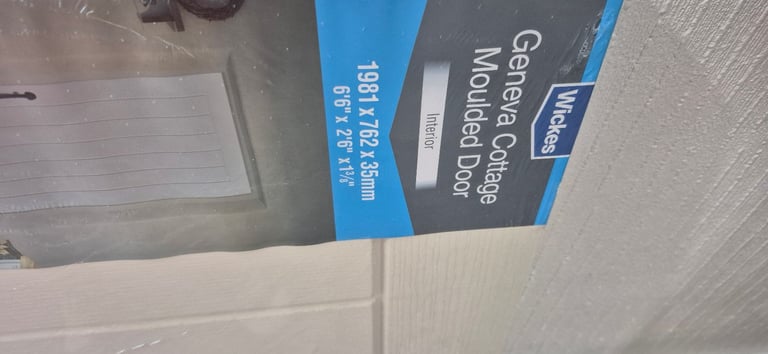 Wickes
Geneva Cottage
Moulded Door
Interior
1981 x 762 x 35mm
6'6" x 2'6" x 1³/₈"